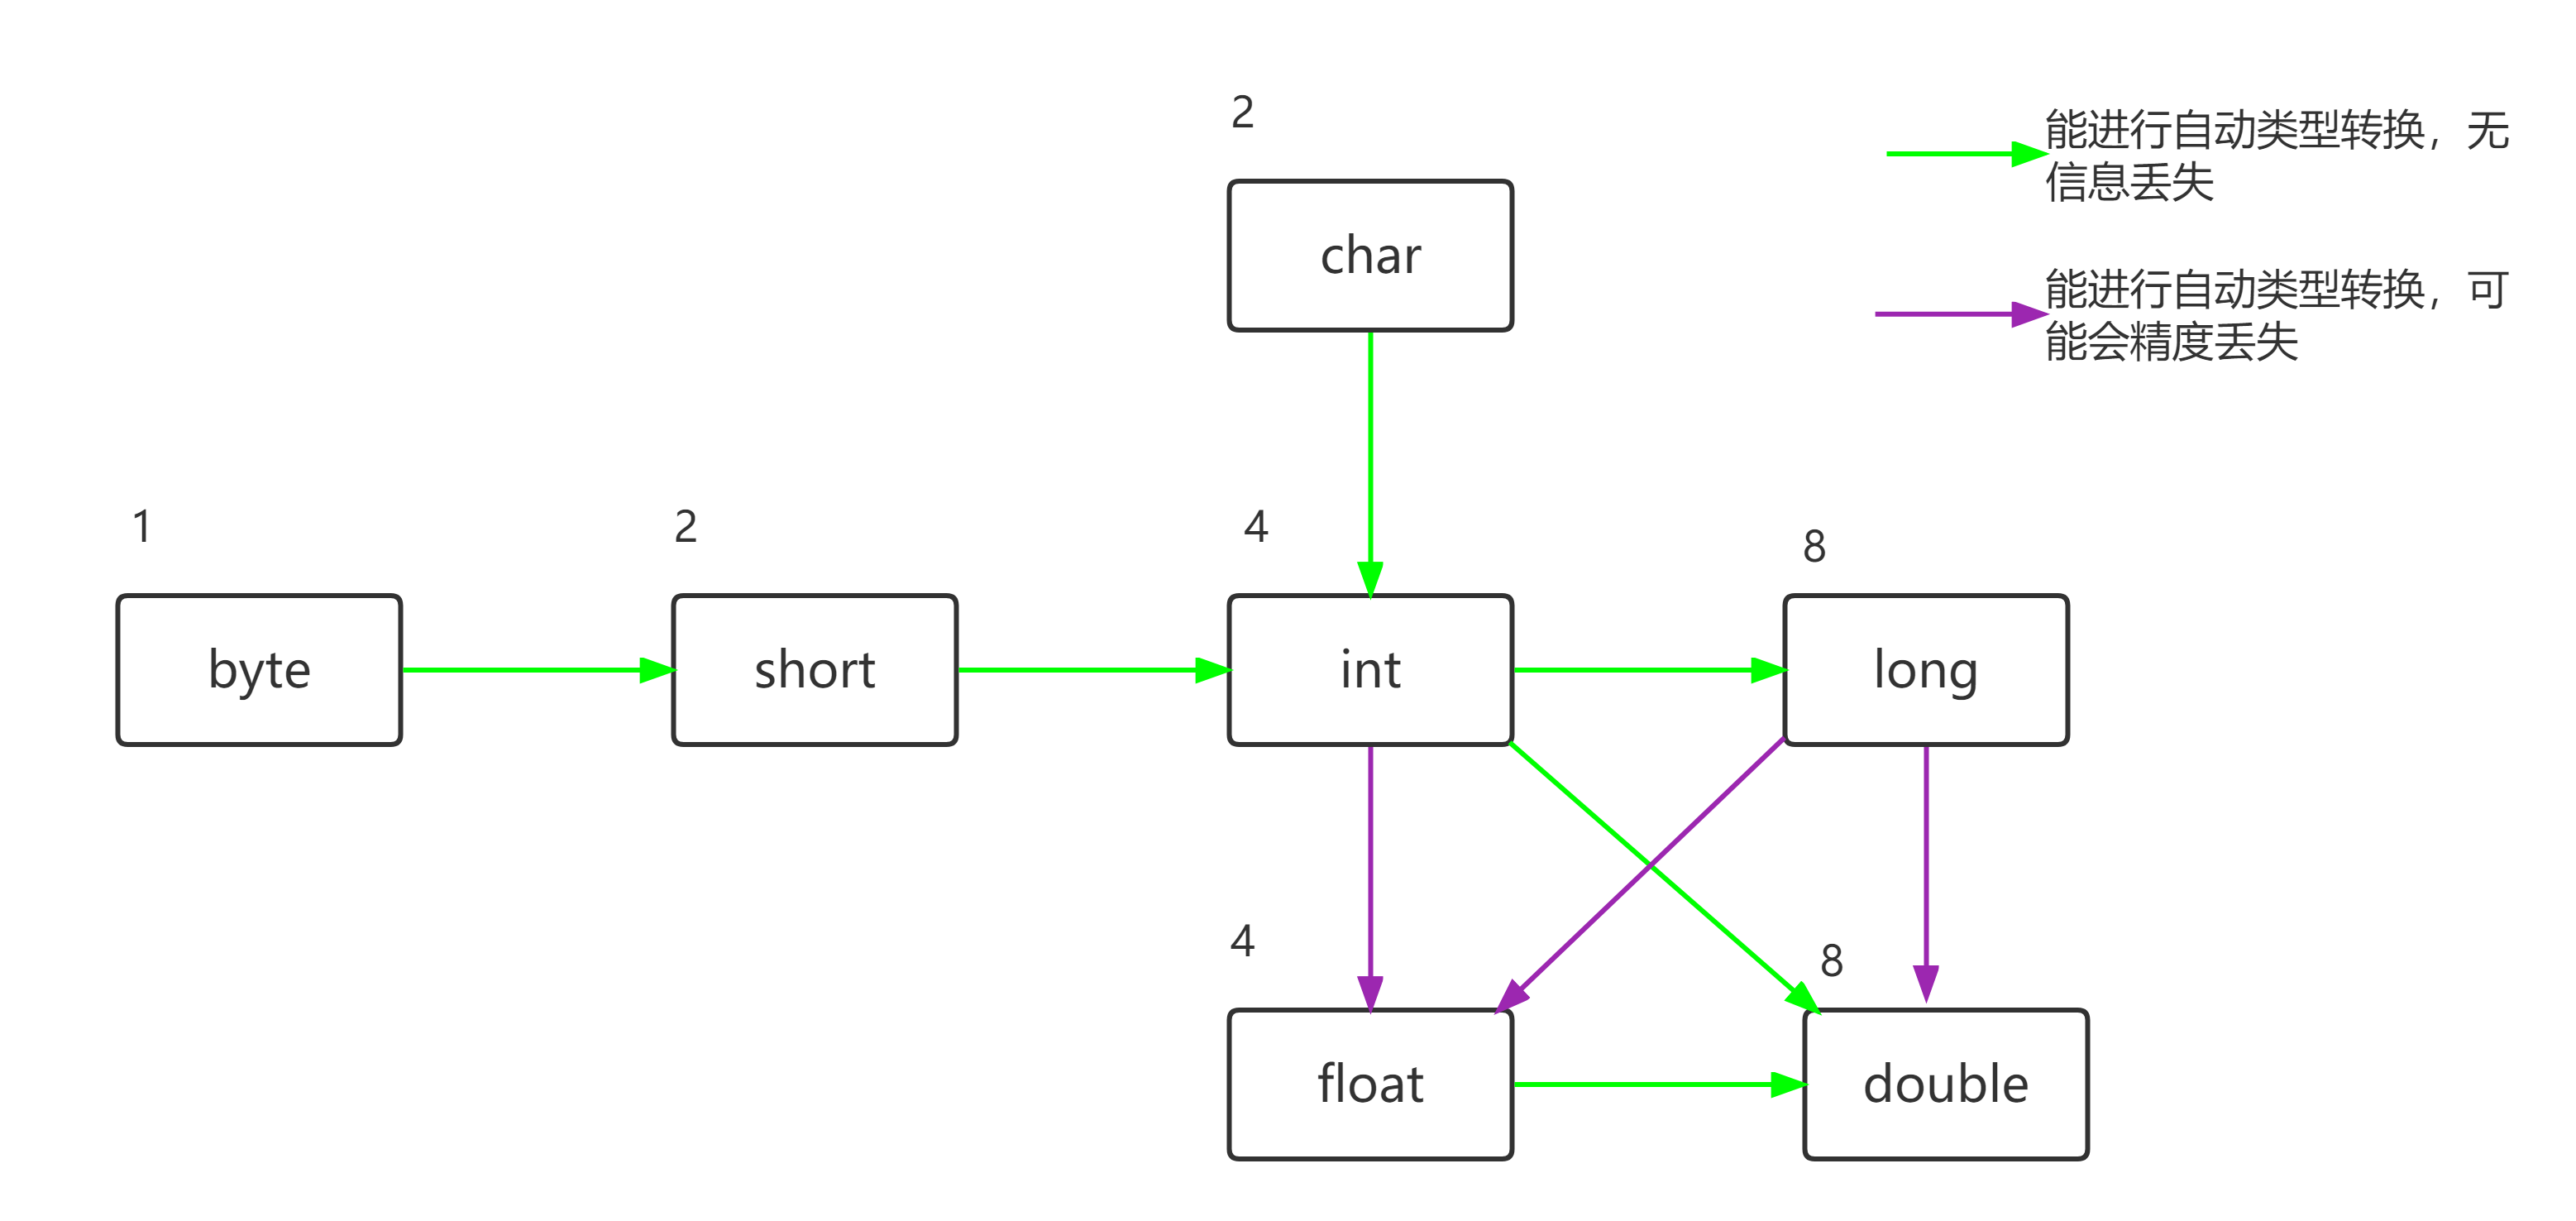 2
能进行自动类型转换，无
信息丢失
char
能进行自动类型转换，可
能会精度丢失
1
2
4
8
byte
short
int
long
4
8
float
double